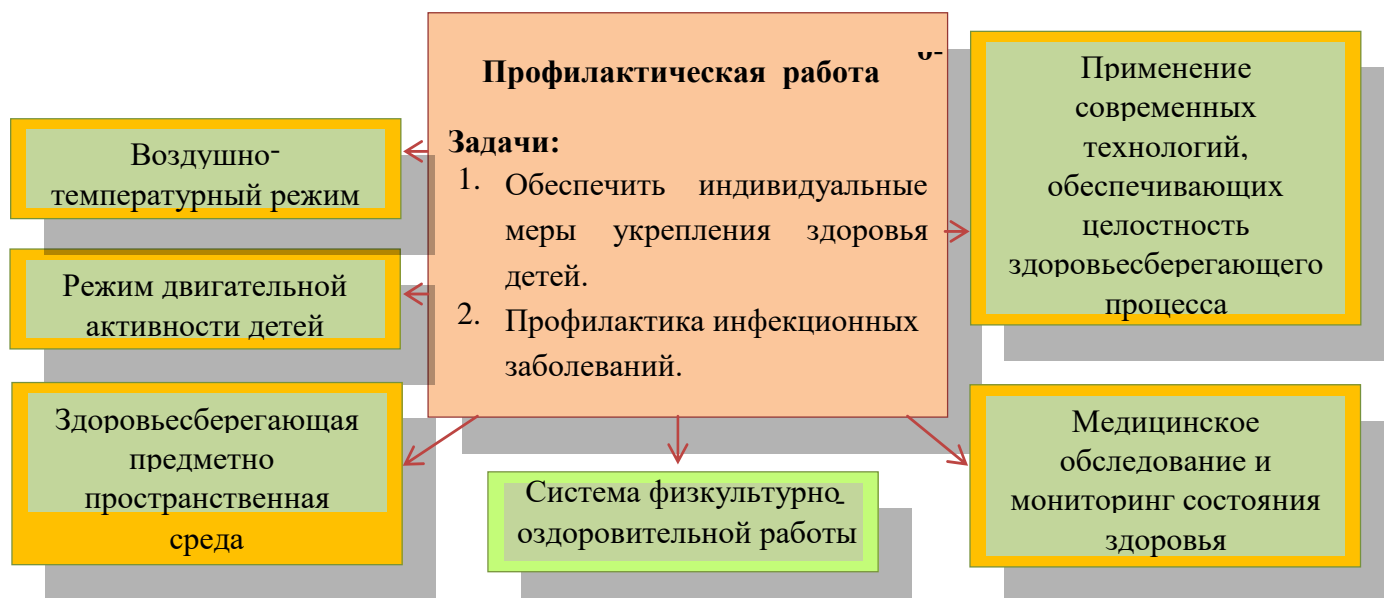 Профилактическая работа
Задачи:
1. Обеспечить индивидуальные
меры укрепления здоровья
детей.
2. Профилактика инфекционных
заболеваний.
Воздушно-
температурный режим
Режим двигательной
активности детей
Здоровьесберегающая
предметно
пространственная
среда
Система физкультурно-
оздоровительной работы
Применение
современных
технологий,
обеспечивающих
целостность
здоровьесберегающего
процесса
Медицинское
обследование и
мониторинг состояния
здоровья